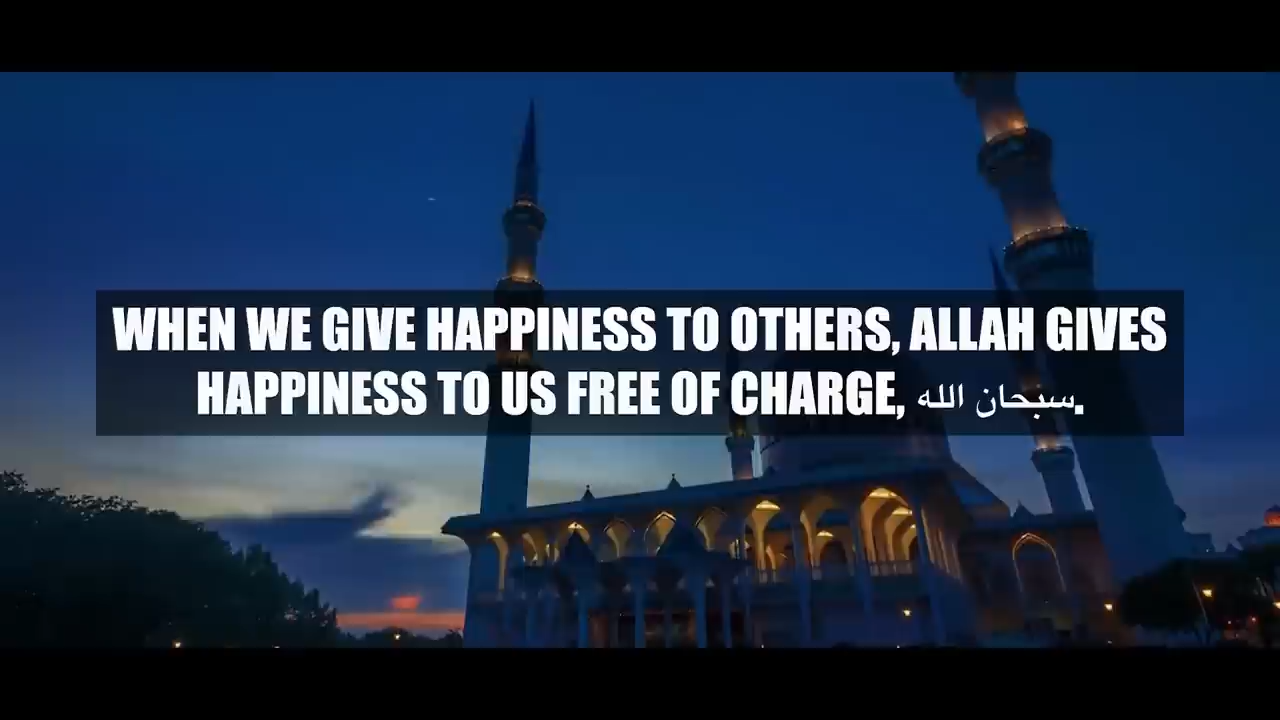 WHEN WE GIVE HAPPINESS TO OTHERS, ALLAH GIVES
HAPPINESS TO US FREE OF CHARGE, سبحان الله.